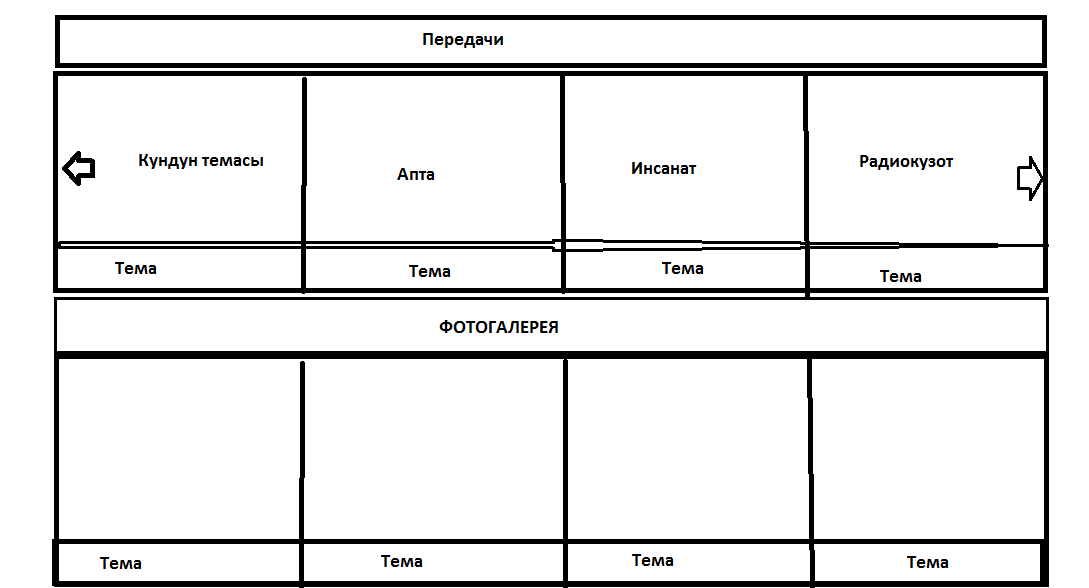 Передачи
Кундун темасы
Апта
Инсанат
Радиокузот
Тема
Тема
Тема
Тема
ФОТОГАЛЕРЕЯ
Тема
Тема
Тема
Тема